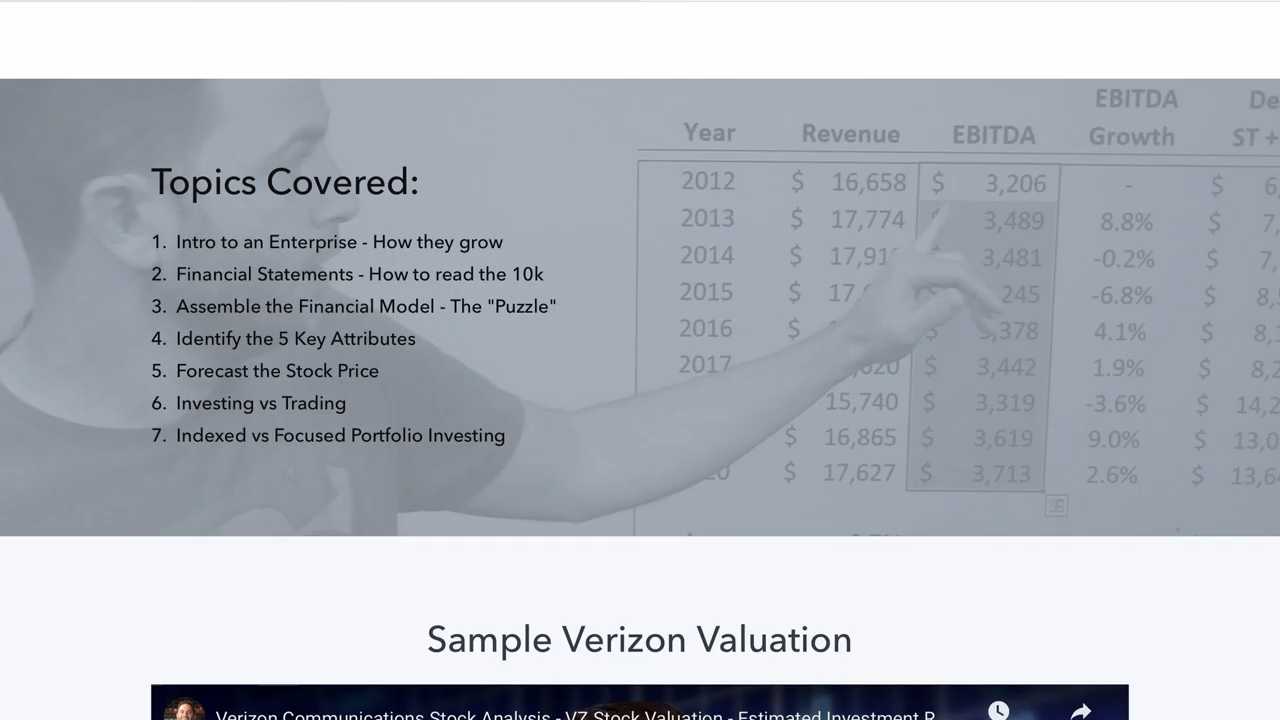 Topics Covered:
1. Intro to an Enterprise - How they grow
2. Financial Statements - How to read the 10k
3. Assemble the Financial Model - The "Puzzle"
4. Identify the 5 Key Attributes
5. Forecast the Stock Price
6. Investing vs Trading
7. Indexed vs Focused Portfolio Investing
EBITDA
Year Revenue EBITDA Growth ST +
2012 $ 16,658 $ 3,206 - $
2013 $ 17,774 3,489 8.8% $
2014 $ 3,481 -0.2% $
2015 $ -6.8% $
2016 $ 4.1% $
2017 $ 3,442 1.9% $
15,740 $ 3,319 -3.6% $
$ 16,865 $ 3,619 9.0% $
$ 17,627 $ 3,713 2.6% $
Sample Verizon Valuation
Verizon Communications Stock Analysis - VZ Stock Valuation - Estimated Investment